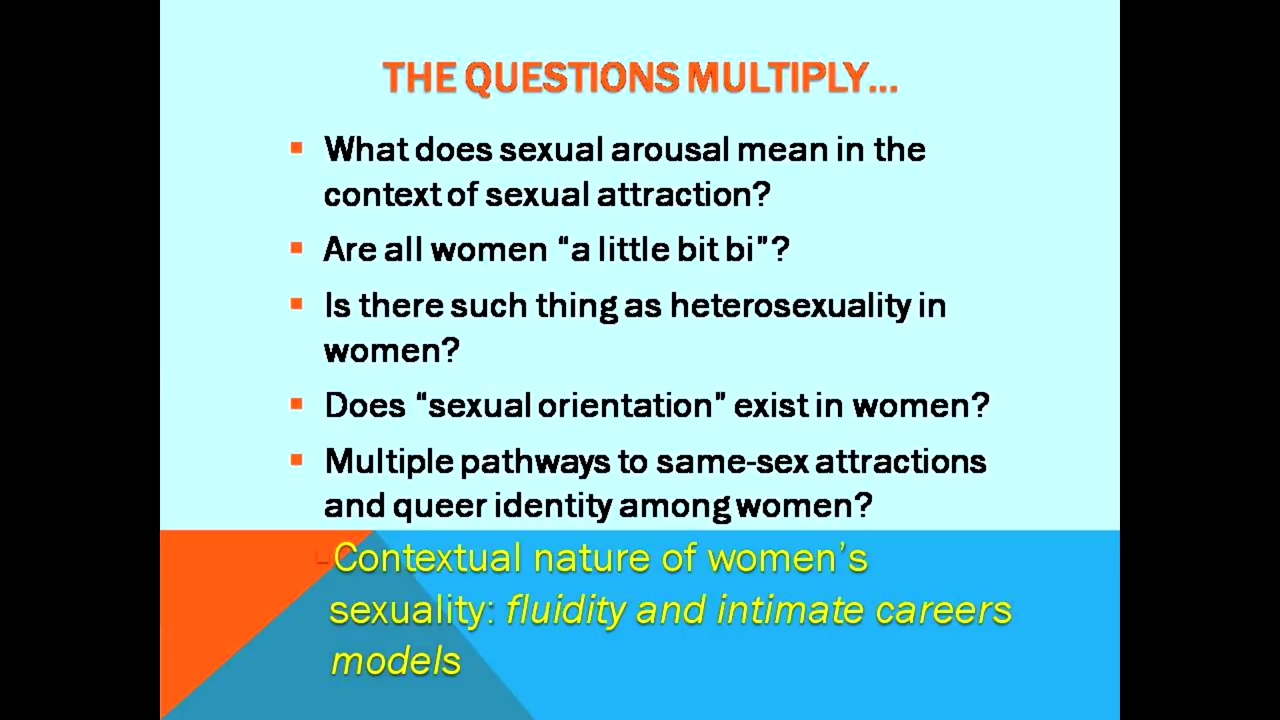 THE QUESTIONS MULTIPLY...
▪ What does sexual arousal mean in the
context of sexual attraction?
▪ Are all women “a little bit bi”?
▪ Is there such thing as heterosexuality in
women?
▪ Does “sexual orientation” exist in women?
▪ Multiple pathways to same-sex attractions
and queer identity among women?
Contextual nature of women’s
sexuality: fluidity and intimate careers
models